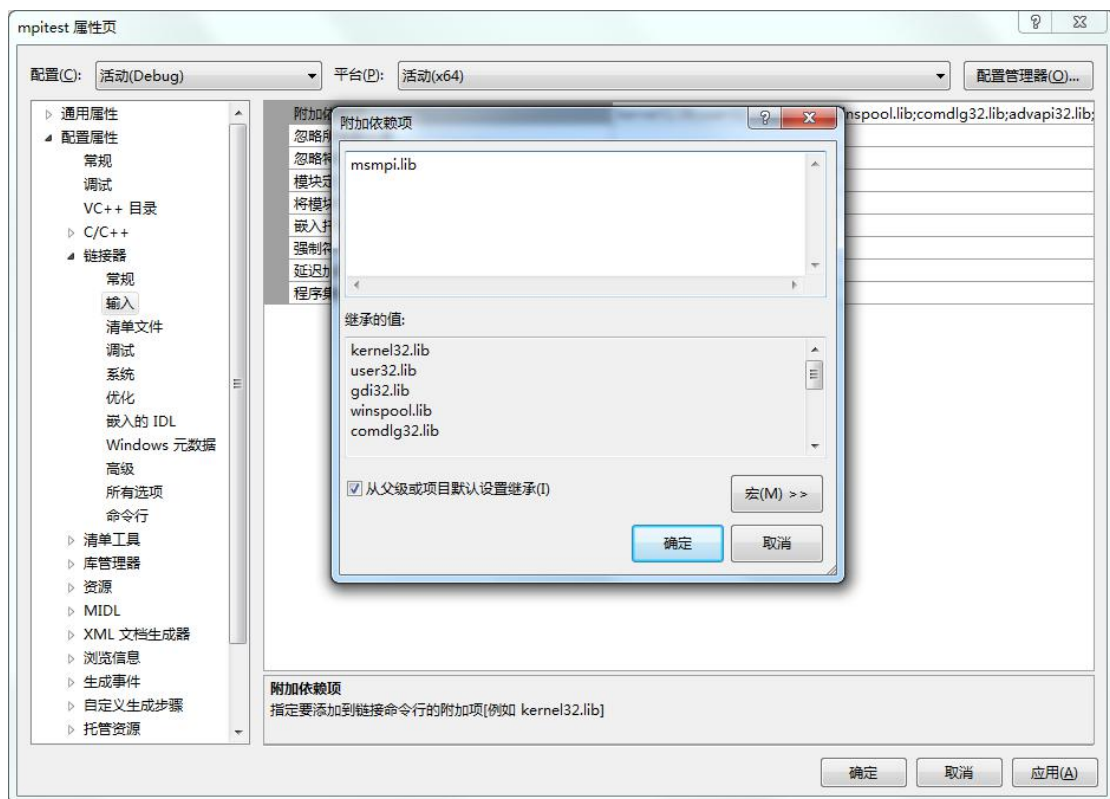 mpitest 属性页
配置(C): 活动(Debug) 平台(P): 活动(x64) 配置管理器(O)...
通用属性
配置属性
常规
调试
VC++ 目录
C/C++
链接器
常规
输入
清单文件
调试
系统
优化
嵌入的 IDL
Windows 元数据
高级
所有选项
命令行
清单工具
库管理器
资源
MIDL
XML 文档生成器
浏览信息
生成事件
自定义生成步骤
托管资源
附加依
nspool.lib;comdlg32.lib;advapi32.lib;
忽略
忽略
模块
将模块
嵌入
强制
延迟
程序集
附加依赖项
msmpi.lib
继承的值:
kernel32.lib
user32.lib
gdi32.lib
winspool.lib
comdlg32.lib
从父级或项目默认设置继承(I)
宏(M) >>
确定 取消
附加依赖项
指定要添加到链接命令行的附加项[例如 kernel32.lib]
确定 取消 应用(A)